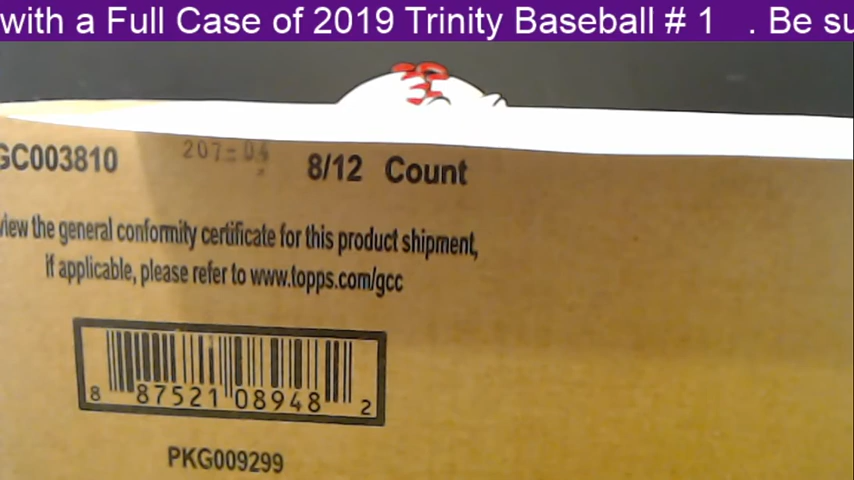 with a Full Case of 2019 Trinity Baseball # 1 . Be su
GC003810
8/12 Count
view the general conformity certificate for this product shipment,
if applicable, please refer to www.topps.com/gcc
8 87521 08948 2
PKG009299